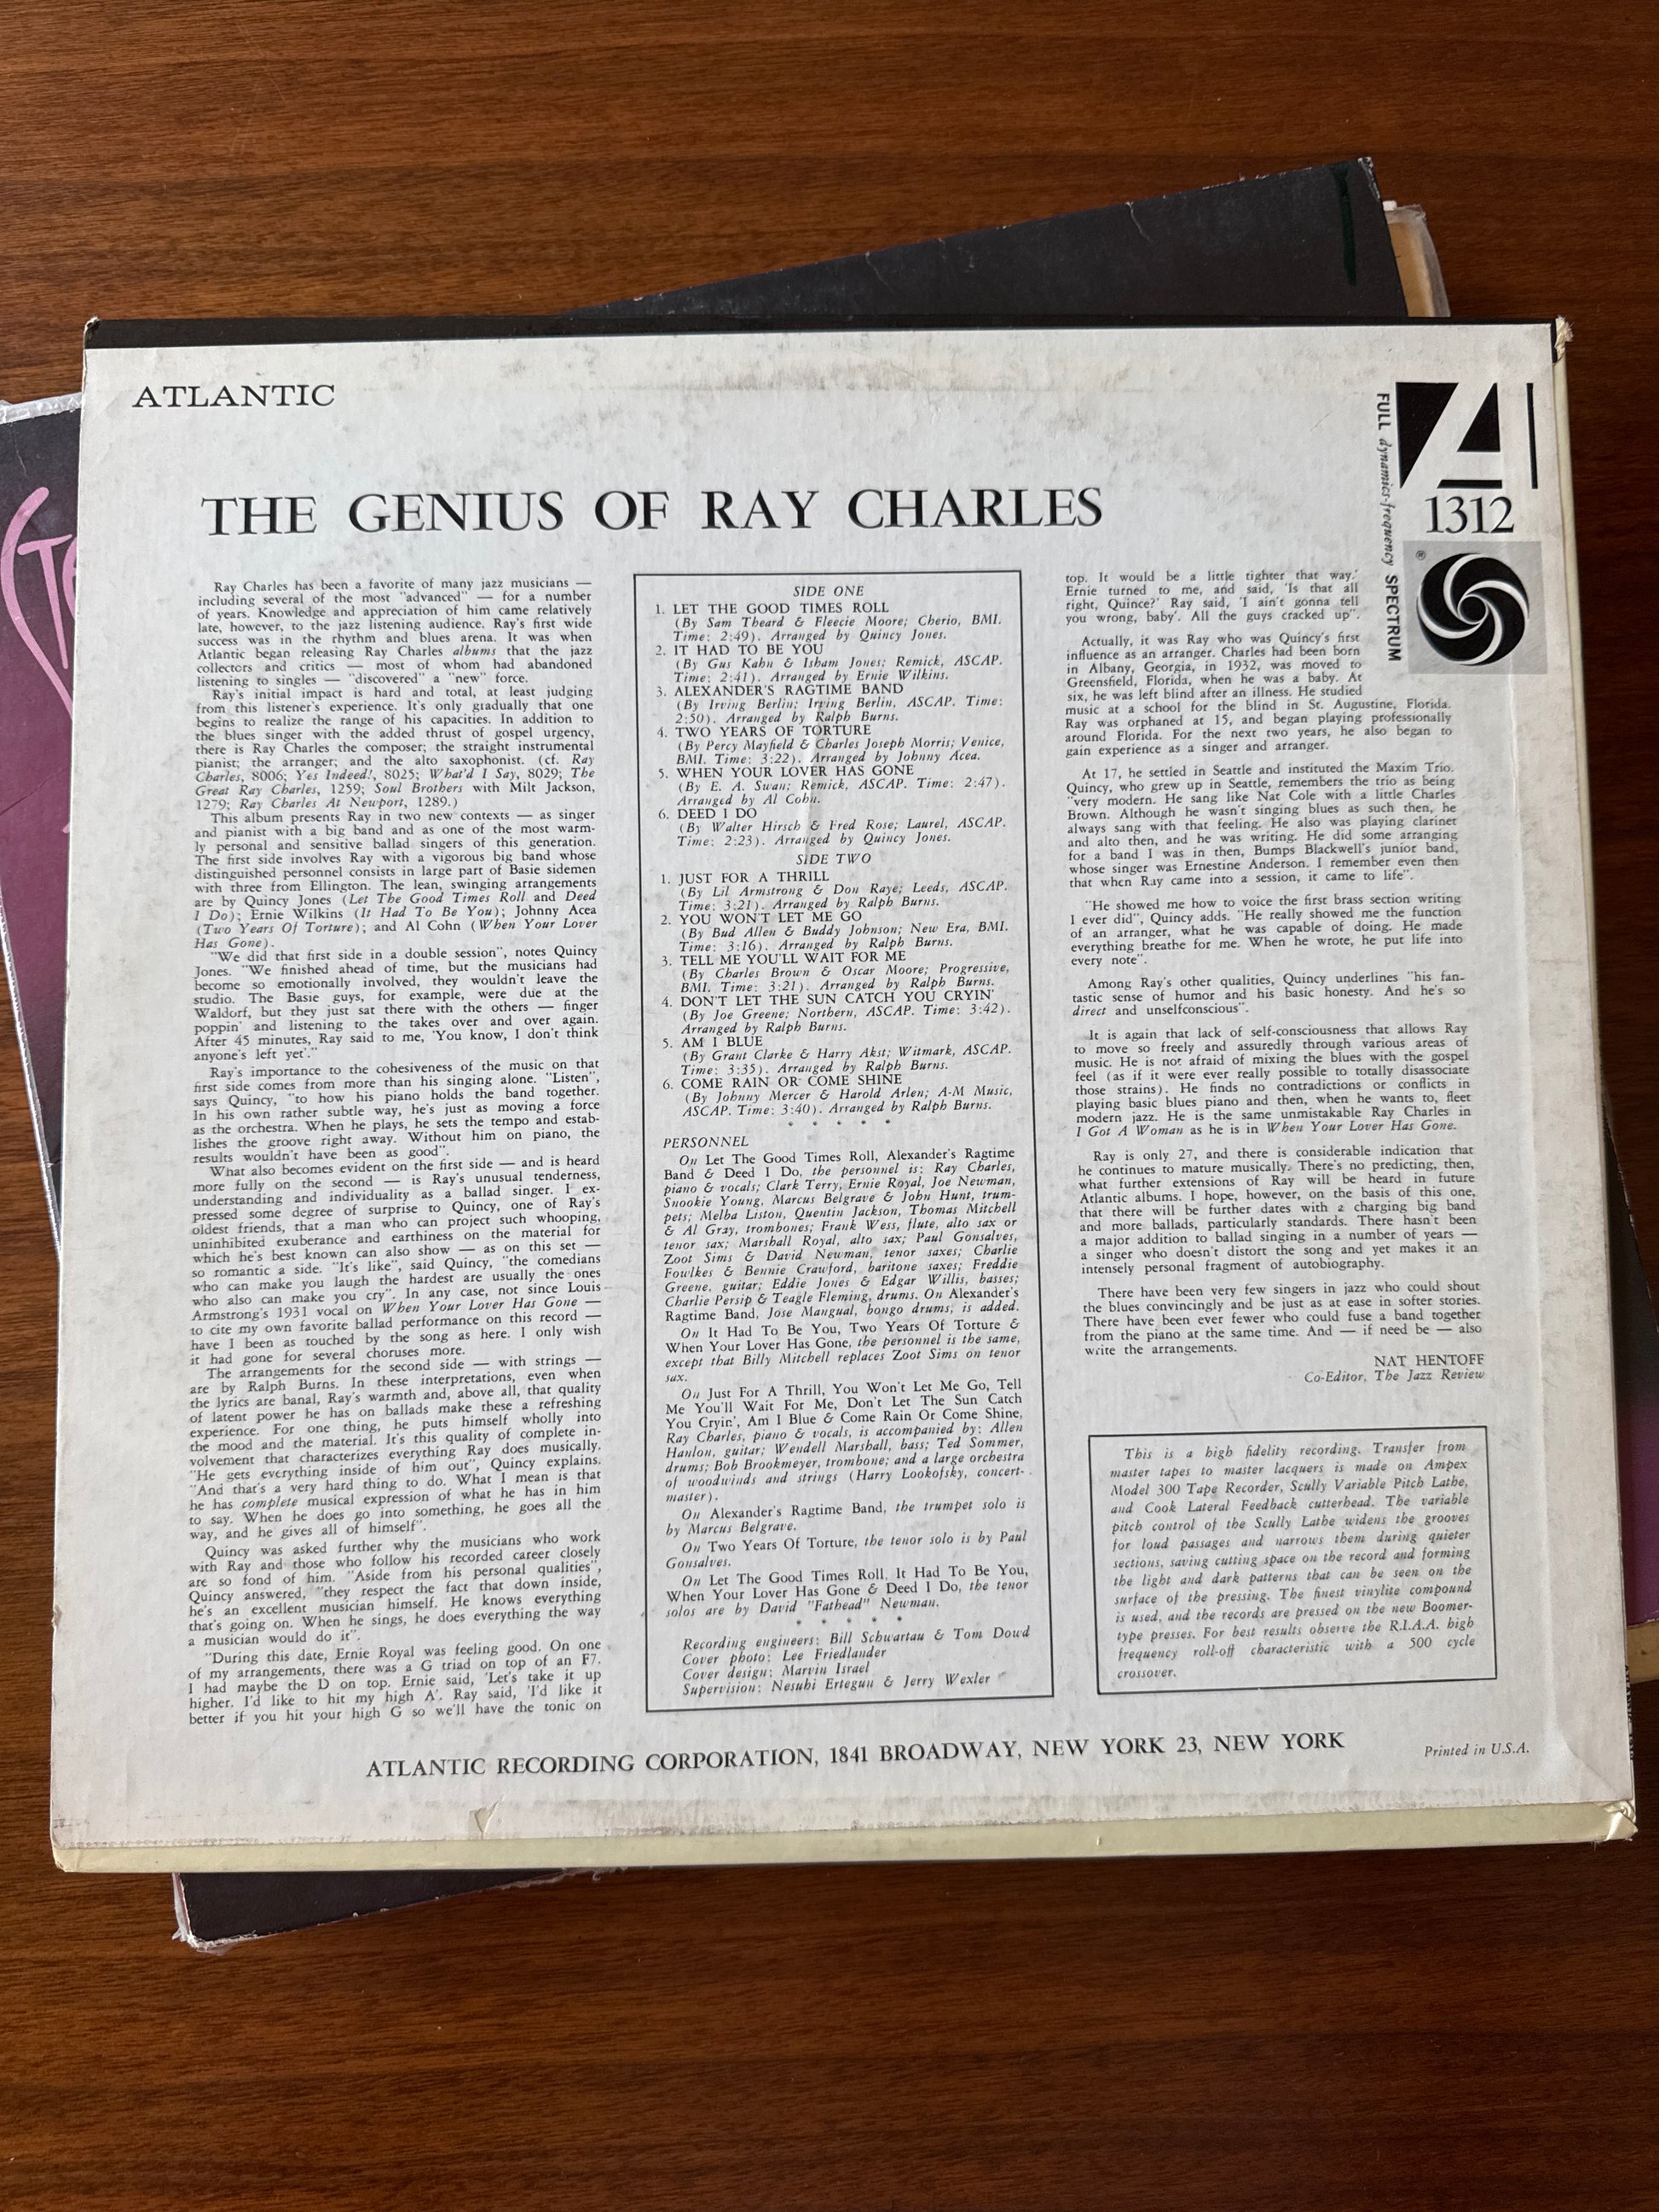 ATLANTIC
THE GENIUS OF RAY CHARLES
FULL dynamics-frequency SPECTRUM
A
1312
®
Ray Charles has been a favorite of many jazz musicians —
including several of the most "advanced" — for a number
of years. Knowledge and appreciation of him came relatively
late, however, to the jazz listening audience. Ray's first wide
success was in the rhythm and blues arena. It was when
Atlantic began releasing Ray Charles albums that the jazz
collectors and critics — most of whom had abandoned
listening to singles — "discovered" a "new" force.
Ray's initial impact is hard and total, at least judging
from this listener's experience. It's only gradually that one
begins to realize the range of his capacities. In addition to
the blues singer with the added thrust of gospel urgency,
there is Ray Charles the composer; the straight instrumental
pianist; the arranger; and the alto saxophonist. (cf. Ray
Charles, 8006; Yes Indeed!, 8025; What'd I Say, 8029; The
Great Ray Charles, 1259; Soul Brothers with Milt Jackson,
1279; Ray Charles At Newport, 1289.)
This album presents Ray in two new contexts — as singer
and pianist with a big band and as one of the most warm-
ly personal and sensitive ballad singers of this generation.
The first side involves Ray with a vigorous big band whose
distinguished personnel consists in large part of Basie sidemen
with three from Ellington. The lean, swinging arrangements
are by Quincy Jones (Let The Good Times Roll and Deed
I Do); Ernie Wilkins (It Had To Be You); Johnny Acea
(Two Years Of Torture); and Al Cohn (When Your Lover
Has Gone).
"We did that first side in a double session", notes Quincy
Jones. "We finished ahead of time, but the musicians had
become so emotionally involved, they wouldn't leave the
studio. The Basie guys, for example, were due at the
Waldorf, but they just sat there with the others — finger
poppin' and listening to the takes over and over again.
After 45 minutes, Ray said to me, 'You know, I don't think
anyone's left yet'."
Ray's importance to the cohesiveness of the music on that
first side comes from more than his singing alone. "Listen",
says Quincy, "to how his piano holds the band together.
In his own rather subtle way, he's just as moving a force
as the orchestra. When he plays, he sets the tempo and estab-
lishes the groove right away. Without him on piano, the
results wouldn't have been as good".
What also becomes evident on the first side — and is heard
more fully on the second — is Ray's unusual tenderness,
understanding and individuality as a ballad singer. I ex-
pressed some degree of surprise to Quincy, one of Ray's
oldest friends, that a man who can project such whooping,
uninhibited exuberance and earthiness on the material for
which he's best known can also show — as on this set —
so romantic a side. "It's like", said Quincy, "the comedians
who can make you laugh the hardest are usually the ones
who also can make you cry". In any case, not since Louis
Armstrong's 1931 vocal on When Your Lover Has Gone —
to cite my own favorite ballad performance on this record —
have I been as touched by the song as here. I only wish
it had gone for several choruses more.
The arrangements for the second side — with strings —
are by Ralph Burns. In these interpretations, even when
the lyrics are banal, Ray's warmth and, above all, that quality
of latent power he has on ballads make these a refreshing
experience. For one thing, he puts himself wholly into
the mood and the material. It's this quality of complete in-
volvement that characterizes everything Ray does musically.
"He gets everything inside of him out", Quincy explains.
"And that's a very hard thing to do. What I mean is that
he has complete musical expression of what he has in him
to say. When he does go into something, he goes all the
way, and he gives all of himself".
Quincy was asked further why the musicians who work
with Ray and those who follow his recorded career closely
are so fond of him. "Aside from his personal qualities",
Quincy answered, "they respect the fact that down inside,
he's an excellent musician himself. He knows everything
that's going on. When he sings, he does everything the way
a musician would do it".
"During this date, Ernie Royal was feeling good. On one
of my arrangements, there was a G triad on top of an F7.
I had maybe the D on top. Ernie said, 'Let's take it up
higher. I'd like to hit my high A'. Ray said, 'I'd like it
better if you hit your high G so we'll have the tonic on
SIDE ONE
1. LET THE GOOD TIMES ROLL
(By Sam Theard & Fleecie Moore; Cherio, BMI.
Time: 2:49). Arranged by Quincy Jones.
2. IT HAD TO BE YOU
(By Gus Kahn & Isham Jones; Remick, ASCAP.
Time: 2:41). Arranged by Ernie Wilkins.
3. ALEXANDER'S RAGTIME BAND
(By Irving Berlin; Irving Berlin, ASCAP. Time:
2:50). Arranged by Ralph Burns.
4. TWO YEARS OF TORTURE
(By Percy Mayfield & Charles Joseph Morris; Venice,
BMI. Time: 3:22). Arranged by Johnny Acea.
5. WHEN YOUR LOVER HAS GONE
(By E. A. Swan; Remick, ASCAP. Time: 2:47).
Arranged by Al Cohn.
6. DEED I DO
(By Walter Hirsch & Fred Rose; Laurel, ASCAP.
Time: 2:23). Arranged by Quincy Jones.
SIDE TWO
1. JUST FOR A THRILL
(By Lil Armstrong & Don Raye; Leeds, ASCAP.
Time: 3:21). Arranged by Ralph Burns.
2. YOU WON'T LET ME GO
(By Bud Allen & Buddy Johnson; New Era, BMI.
Time: 3:16). Arranged by Ralph Burns.
3. TELL ME YOU'LL WAIT FOR ME
(By Charles Brown & Oscar Moore; Progressive,
BMI. Time: 3:21). Arranged by Ralph Burns.
4. DON'T LET THE SUN CATCH YOU CRYIN'
(By Joe Greene; Northern, ASCAP. Time: 3:42).
Arranged by Ralph Burns.
5. AM I BLUE
(By Grant Clarke & Harry Akst; Witmark, ASCAP.
Time: 3:35). Arranged by Ralph Burns.
6. COME RAIN OR COME SHINE
(By Johnny Mercer & Harold Arlen; A-M Music,
ASCAP. Time: 3:40). Arranged by Ralph Burns.
* * * * *
PERSONNEL
On Let The Good Times Roll, Alexander's Ragtime
Band & Deed I Do, the personnel is: Ray Charles,
piano & vocals; Clark Terry, Ernie Royal, Joe Newman,
Snookie Young, Marcus Belgrave & John Hunt, trum-
pets; Melba Liston, Quentin Jackson, Thomas Mitchell
& Al Gray, trombones; Frank Wess, flute, alto sax or
tenor sax; Marshall Royal, alto sax; Paul Gonsalves,
Zoot Sims & David Newman, tenor saxes; Charlie
Fowlkes & Bennie Crawford, baritone saxes; Freddie
Greene, guitar; Eddie Jones & Edgar Willis, basses;
Charlie Persip & Teagle Fleming, drums. On Alexander's
Ragtime Band, Jose Mangual, bongo drums, is added.
On It Had To Be You, Two Years Of Torture &
When Your Lover Has Gone, the personnel is the same,
except that Billy Mitchell replaces Zoot Sims on tenor
sax.
On Just For A Thrill, You Won't Let Me Go, Tell
Me You'll Wait For Me, Don't Let The Sun Catch
You Cryin', Am I Blue & Come Rain Or Come Shine,
Ray Charles, piano & vocals, is accompanied by: Allen
Hanlon, guitar; Wendell Marshall, bass; Ted Sommer,
drums; Bob Brookmeyer, trombone; and a large orchestra
of woodwinds and strings (Harry Lookofsky, concert-
master).
On Alexander's Ragtime Band, the trumpet solo is
by Marcus Belgrave.
On Two Years Of Torture, the tenor solo is by Paul
Gonsalves.
On Let The Good Times Roll, It Had To Be You,
When Your Lover Has Gone & Deed I Do, the tenor
solos are by David "Fathead" Newman.
* * * * *
Recording engineers: Bill Schwartau & Tom Dowd
Cover photo: Lee Friedlander
Cover design: Marvin Israel
Supervision: Nesuhi Ertegun & Jerry Wexler
top. It would be a little tighter that way.'
Ernie turned to me, and said, 'Is that all
right, Quince?' Ray said, 'I ain't gonna tell
you wrong, baby'. All the guys cracked up".
Actually, it was Ray who was Quincy's first
influence as an arranger. Charles had been born
in Albany, Georgia, in 1932, was moved to
Greensfield, Florida, when he was a baby. At
six, he was left blind after an illness. He studied
music at a school for the blind in St. Augustine, Florida.
Ray was orphaned at 15, and began playing professionally
around Florida. For the next two years, he also began to
gain experience as a singer and arranger.
At 17, he settled in Seattle and instituted the Maxim Trio.
Quincy, who grew up in Seattle, remembers the trio as being
"very modern. He sang like Nat Cole with a little Charles
Brown. Although he wasn't singing blues as such then, he
always sang with that feeling. He also was playing clarinet
and alto then, and he was writing. He did some arranging
for a band I was in then, Bumps Blackwell's junior band,
whose singer was Ernestine Anderson. I remember even then
that when Ray came into a session, it came to life".
"He showed me how to voice the first brass section writing
I ever did", Quincy adds. "He really showed me the function
of an arranger, what he was capable of doing. He made
everything breathe for me. When he wrote, he put life into
every note".
Among Ray's other qualities, Quincy underlines "his fan-
tastic sense of humor and his basic honesty. And he's so
direct and unselfconscious".
It is again that lack of self-consciousness that allows Ray
to move so freely and assuredly through various areas of
music. He is not afraid of mixing the blues with the gospel
feel (as if it were ever really possible to totally disassociate
those strains). He finds no contradictions or conflicts in
playing basic blues piano and then, when he wants to, fleet
modern jazz. He is the same unmistakable Ray Charles in
I Got A Woman as he is in When Your Lover Has Gone.
Ray is only 27, and there is considerable indication that
he continues to mature musically. There's no predicting, then,
what further extensions of Ray will be heard in future
Atlantic albums. I hope, however, on the basis of this one,
that there will be further dates with a charging big band
and more ballads, particularly standards. There hasn't been
a major addition to ballad singing in a number of years —
a singer who doesn't distort the song and yet makes it an
intensely personal fragment of autobiography.
There have been very few singers in jazz who could shout
the blues convincingly and be just as at ease in softer stories.
There have been ever fewer who could fuse a band together
from the piano at the same time. And — if need be — also
write the arrangements.
NAT HENTOFF
Co-Editor, The Jazz Review
This is a high fidelity recording. Transfer from
master tapes to master lacquers is made on Ampex
Model 300 Tape Recorder, Scully Variable Pitch Lathe,
and Cook Lateral Feedback cutterhead. The variable
pitch control of the Scully Lathe widens the grooves
for loud passages and narrows them during quieter
sections, saving cutting space on the record and forming
the light and dark patterns that can be seen on the
surface of the pressing. The finest vinylite compound
is used, and the records are pressed on the new Boomer-
type presses. For best results observe the R.I.A.A. high
frequency roll-off characteristic with a 500 cycle
crossover.
ATLANTIC RECORDING CORPORATION, 1841 BROADWAY, NEW YORK 23, NEW YORK
Printed in U.S.A.